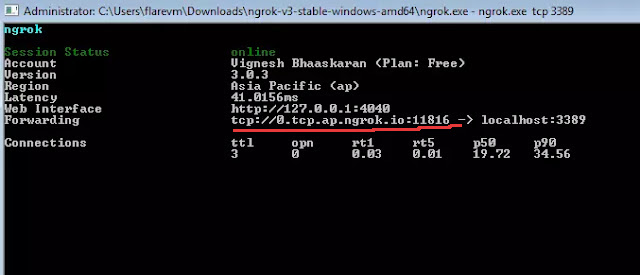 Administrator: C:\Users\flarevm\Downloads\ngrok-v3-stable-windows-amd64\ngrok.exe - ngrok.exe tcp 3389
ngrok
Session Status online
Account Vignesh Bhaaskaran (Plan: Free)
Version 3.0.3
Region Asia Pacific (ap)
Latency 41.0156ms
Web Interface http://127.0.0.1:4040
Forwarding tcp://0.tcp.ap.ngrok.io:11816 -> localhost:3389
Connections ttl opn rt1 rt5 p50 p90
3 0 0.03 0.01 19.72 34.56